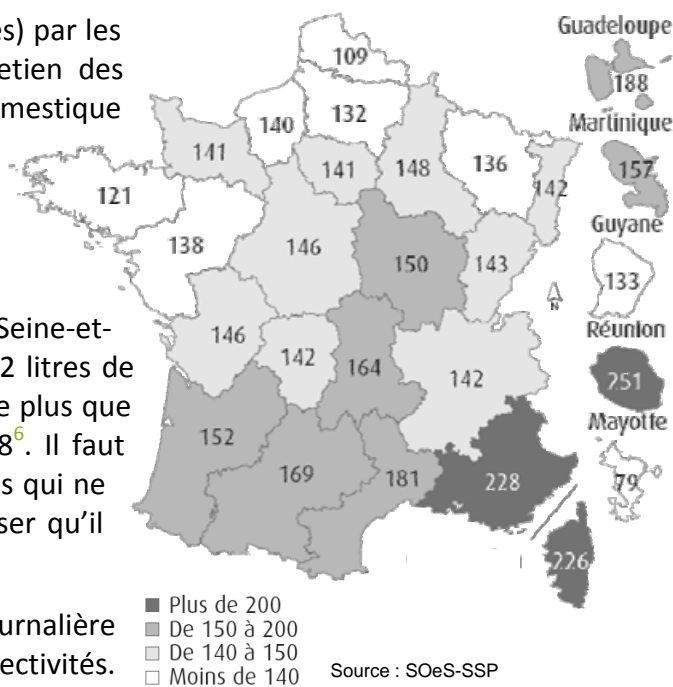 es) par les
etien des
mestique
Seine-et-
2 litres de
e plus que
8⁶. Il faut
s qui ne
ser qu'il
urnalière
ectivités.
109
132
140
141
141
148
136
142
121
138
146
150
143
146
142
164
142
152
169
181
228
226
N
Guadeloupe
188
Martinique
157
Guyane
133
Réunion
251
Mayotte
79
Plus de 200
De 150 à 200
De 140 à 150
Moins de 140
Source : SOeS-SSP